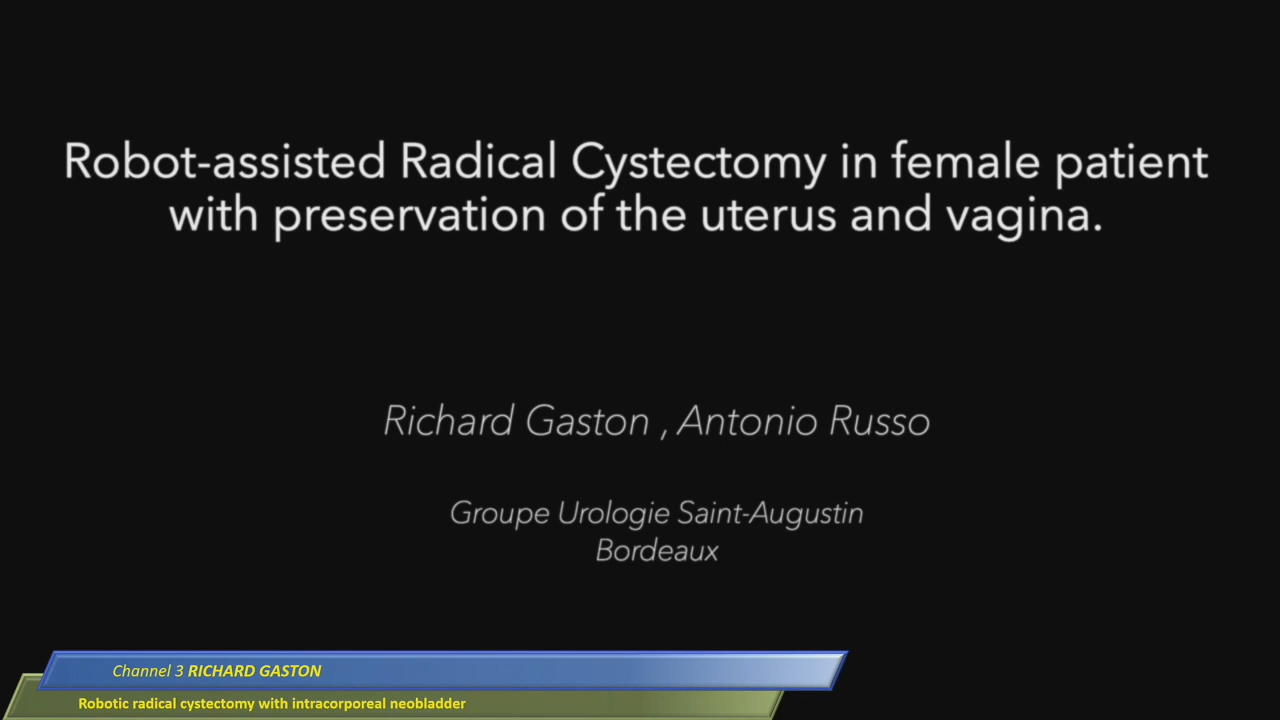 Robot-assisted Radical Cystectomy in female patient
with preservation of the uterus and vagina.
Richard Gaston , Antonio Russo
Groupe Urologie Saint-Augustin
Bordeaux
Channel 3 RICHARD GASTON
Robotic radical cystectomy with intracorporeal neobladder